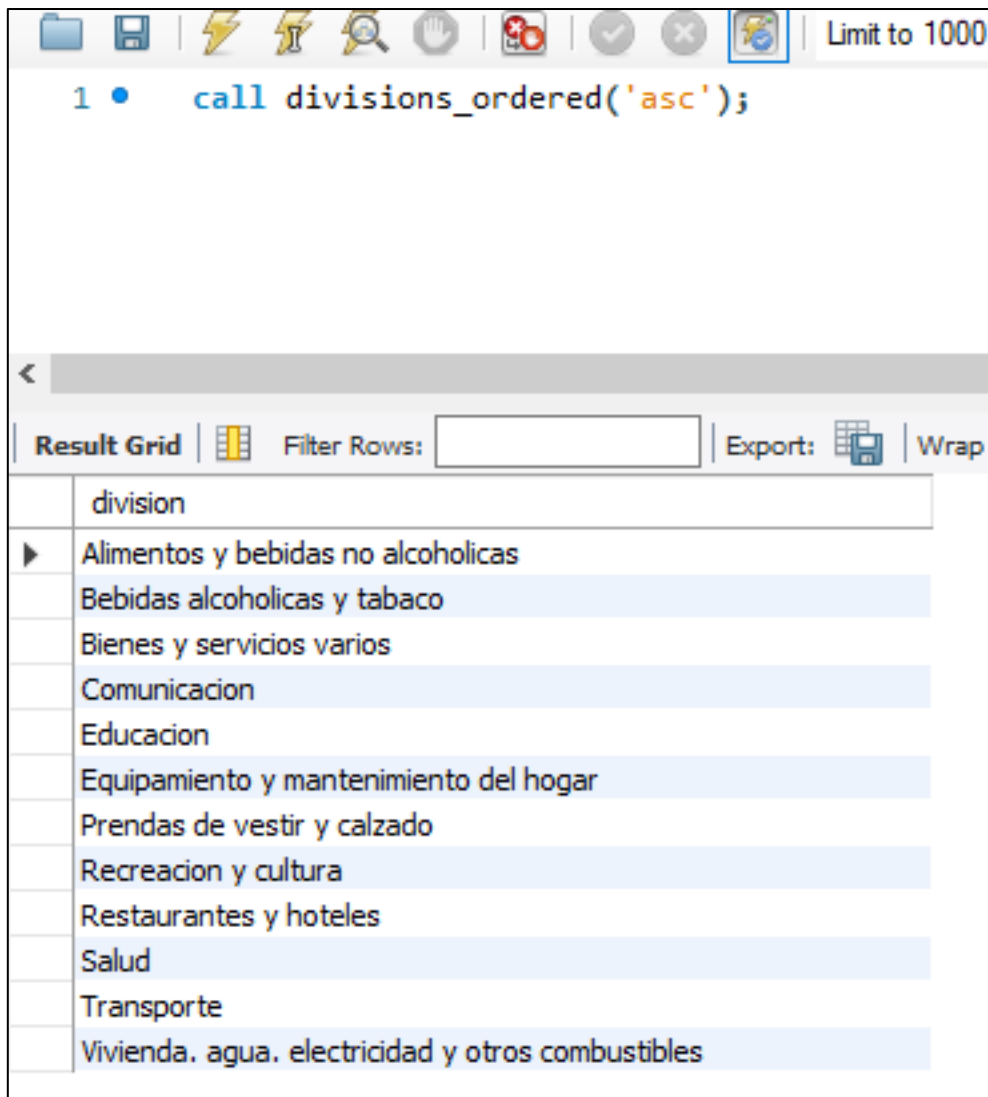 Limit to 1000
1 call divisions_ordered('asc');
Result Grid Filter Rows: Export: Wrap
division
Alimentos y bebidas no alcoholicas
Bebidas alcoholicas y tabaco
Bienes y servicios varios
Comunicacion
Educacion
Equipamiento y mantenimiento del hogar
Prendas de vestir y calzado
Recreacion y cultura
Restaurantes y hoteles
Salud
Transporte
Vivienda. agua. electricidad y otros combustibles